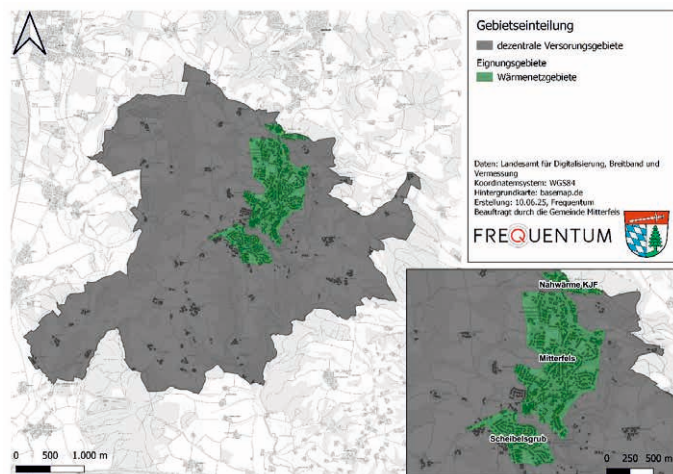 Gebietseinteilung
dezentrale Versorungsgebiete
Eignungsgebiete
Wärmenetzgebiete
Daten: Landesamt für Digitalisierung, Breitband und
Vermessung
Koordinatensystem: WGS84
Hintergrundkarte: basemap.de
Erstellung: 10.06.25, Frequentum
Beauftragt durch die Gemeinde Mitterfels
FREQUENTUM
Nahwärme KJF
Mitterfels
Scheibelsgrub
0 500 1.000 m
0 250 500 m